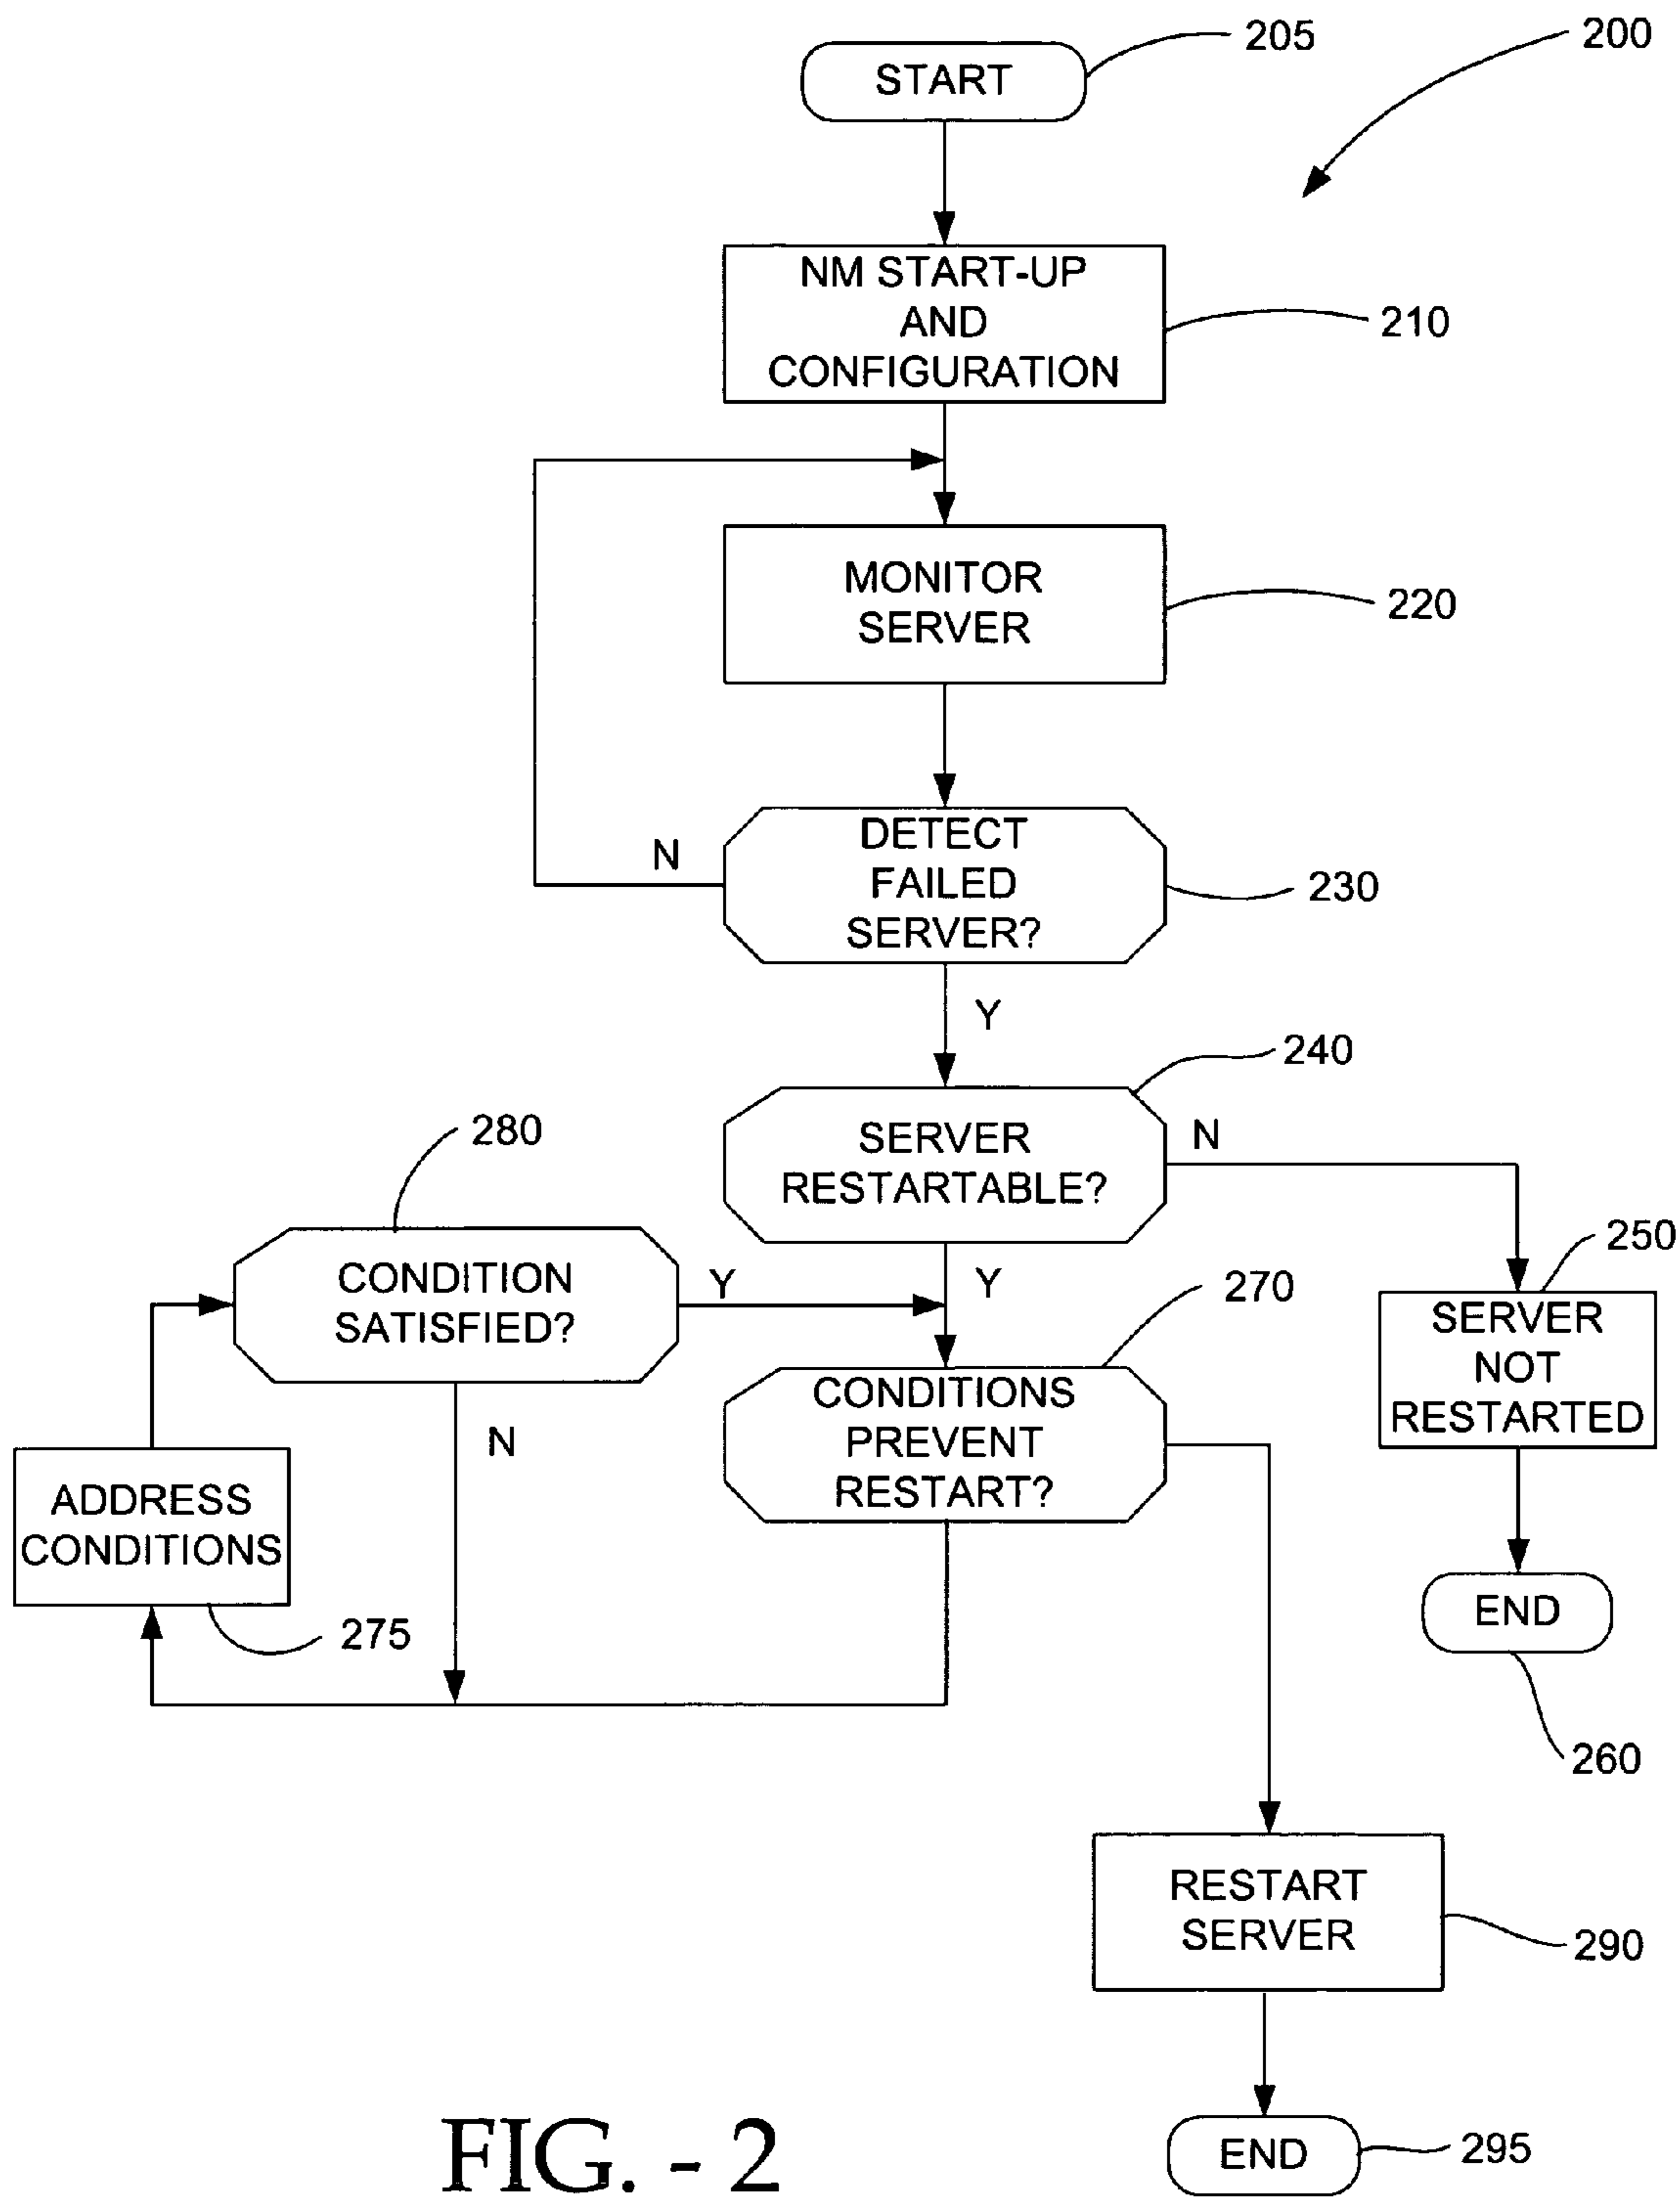 205
200
START
NM START-UP
AND
CONFIGURATION
210
MONITOR
SERVER
220
DETECT
FAILED
SERVER?
N
230
Y
240
SERVER
RESTARTABLE?
N
280
CONDITION
SATISFIED?
Y
Y
270
250
SERVER
NOT
RESTARTED
CONDITIONS
PREVENT
RESTART?
N
ADDRESS
CONDITIONS
275
END
260
RESTART
SERVER
290
END
295
FIG. - 2